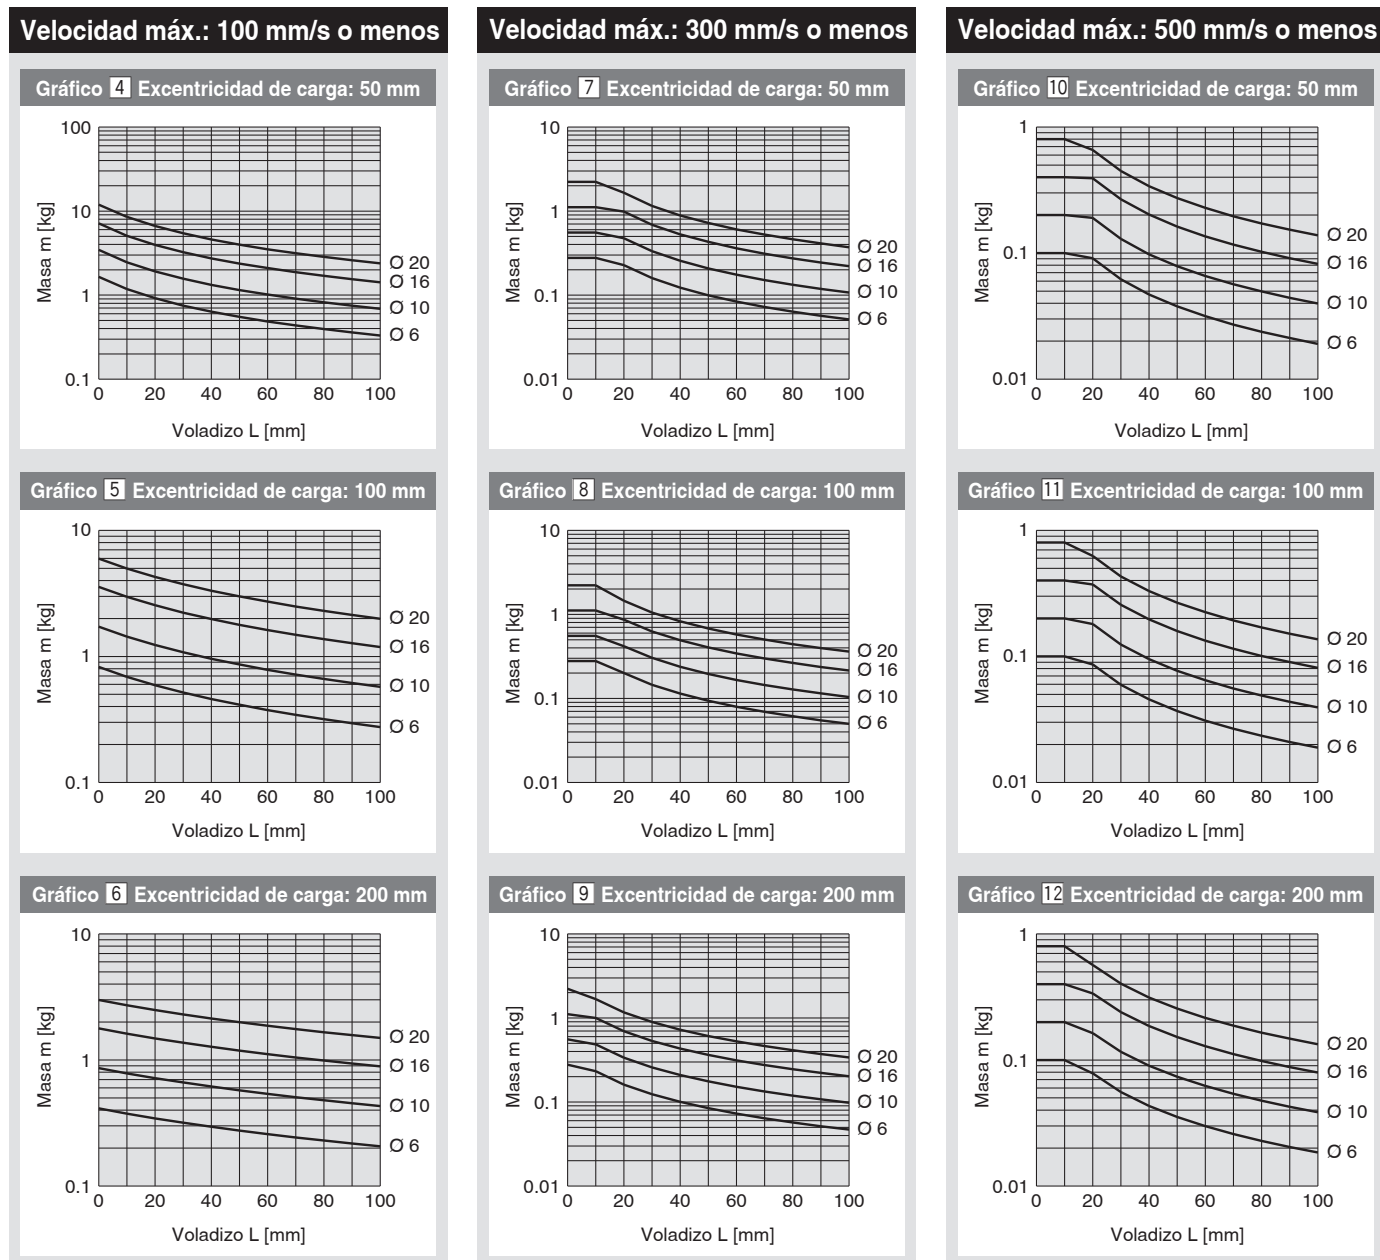 Velocidad máx.: 100 mm/s o menos
Gráfico 4 Excentricidad de carga: 50 mm
100
10
1
0.1
Masa m [kg]
Ø 20
Ø 16
Ø 10
Ø 6
0 20 40 60 80 100
Voladizo L [mm]
Gráfico 5 Excentricidad de carga: 100 mm
10
1
0.1
Masa m [kg]
Ø 20
Ø 16
Ø 10
Ø 6
0 20 40 60 80 100
Voladizo L [mm]
Gráfico 6 Excentricidad de carga: 200 mm
10
1
0.1
Masa m [kg]
Ø 20
Ø 16
Ø 10
Ø 6
0 20 40 60 80 100
Voladizo L [mm]
Velocidad máx.: 300 mm/s o menos
Gráfico 7 Excentricidad de carga: 50 mm
10
1
0.1
0.01
Masa m [kg]
Ø 20
Ø 16
Ø 10
Ø 6
0 20 40 60 80 100
Voladizo L [mm]
Gráfico 8 Excentricidad de carga: 100 mm
10
1
0.1
0.01
Masa m [kg]
Ø 20
Ø 16
Ø 10
Ø 6
0 20 40 60 80 100
Voladizo L [mm]
Gráfico 9 Excentricidad de carga: 200 mm
10
1
0.1
0.01
Masa m [kg]
Ø 20
Ø 16
Ø 10
Ø 6
0 20 40 60 80 100
Voladizo L [mm]
Velocidad máx.: 500 mm/s o menos
Gráfico 10 Excentricidad de carga: 50 mm
1
0.1
0.01
Masa m [kg]
Ø 20
Ø 16
Ø 10
Ø 6
0 20 40 60 80 100
Voladizo L [mm]
Gráfico 11 Excentricidad de carga: 100 mm
1
0.1
0.01
Masa m [kg]
Ø 20
Ø 16
Ø 10
Ø 6
0 20 40 60 80 100
Voladizo L [mm]
Gráfico 12 Excentricidad de carga: 200 mm
1
0.1
0.01
Masa m [kg]
Ø 20
Ø 16
Ø 10
Ø 6
0 20 40 60 80 100
Voladizo L [mm]